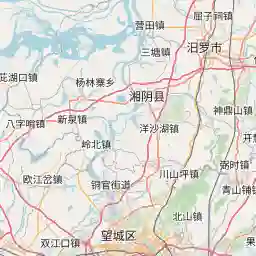 屈子祠镇
营田镇
汨罗市
三塘镇
芘湖口镇
杨林寨乡
湘阴县
神鼎山镇
新泉镇
八字哨镇
洋沙湖镇
开慧
岭北镇
弼时镇
川山坪镇
欧江岔镇
铜官街道
青山铺镇
北山镇
望城区
双江口镇